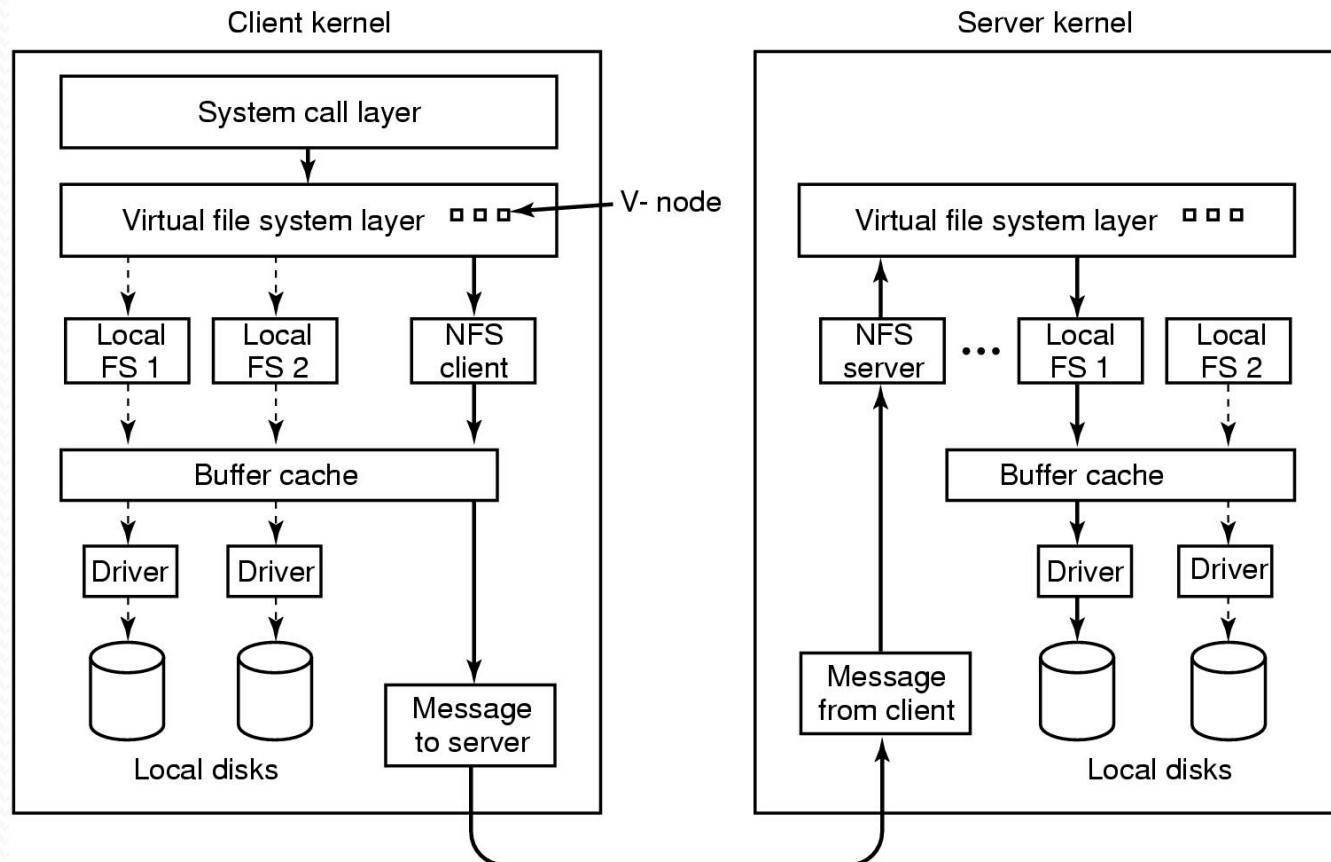 Client kernel
Server kernel
System call layer
Virtual file system layer
V- node
Virtual file system layer
Local
FS 1
Local
FS 2
NFS
client
NFS
server
Local
FS 1
Local
FS 2
Buffer cache
Buffer cache
Driver
Driver
Driver
Driver
Message
to server
Message
from client
Local disks
Local disks